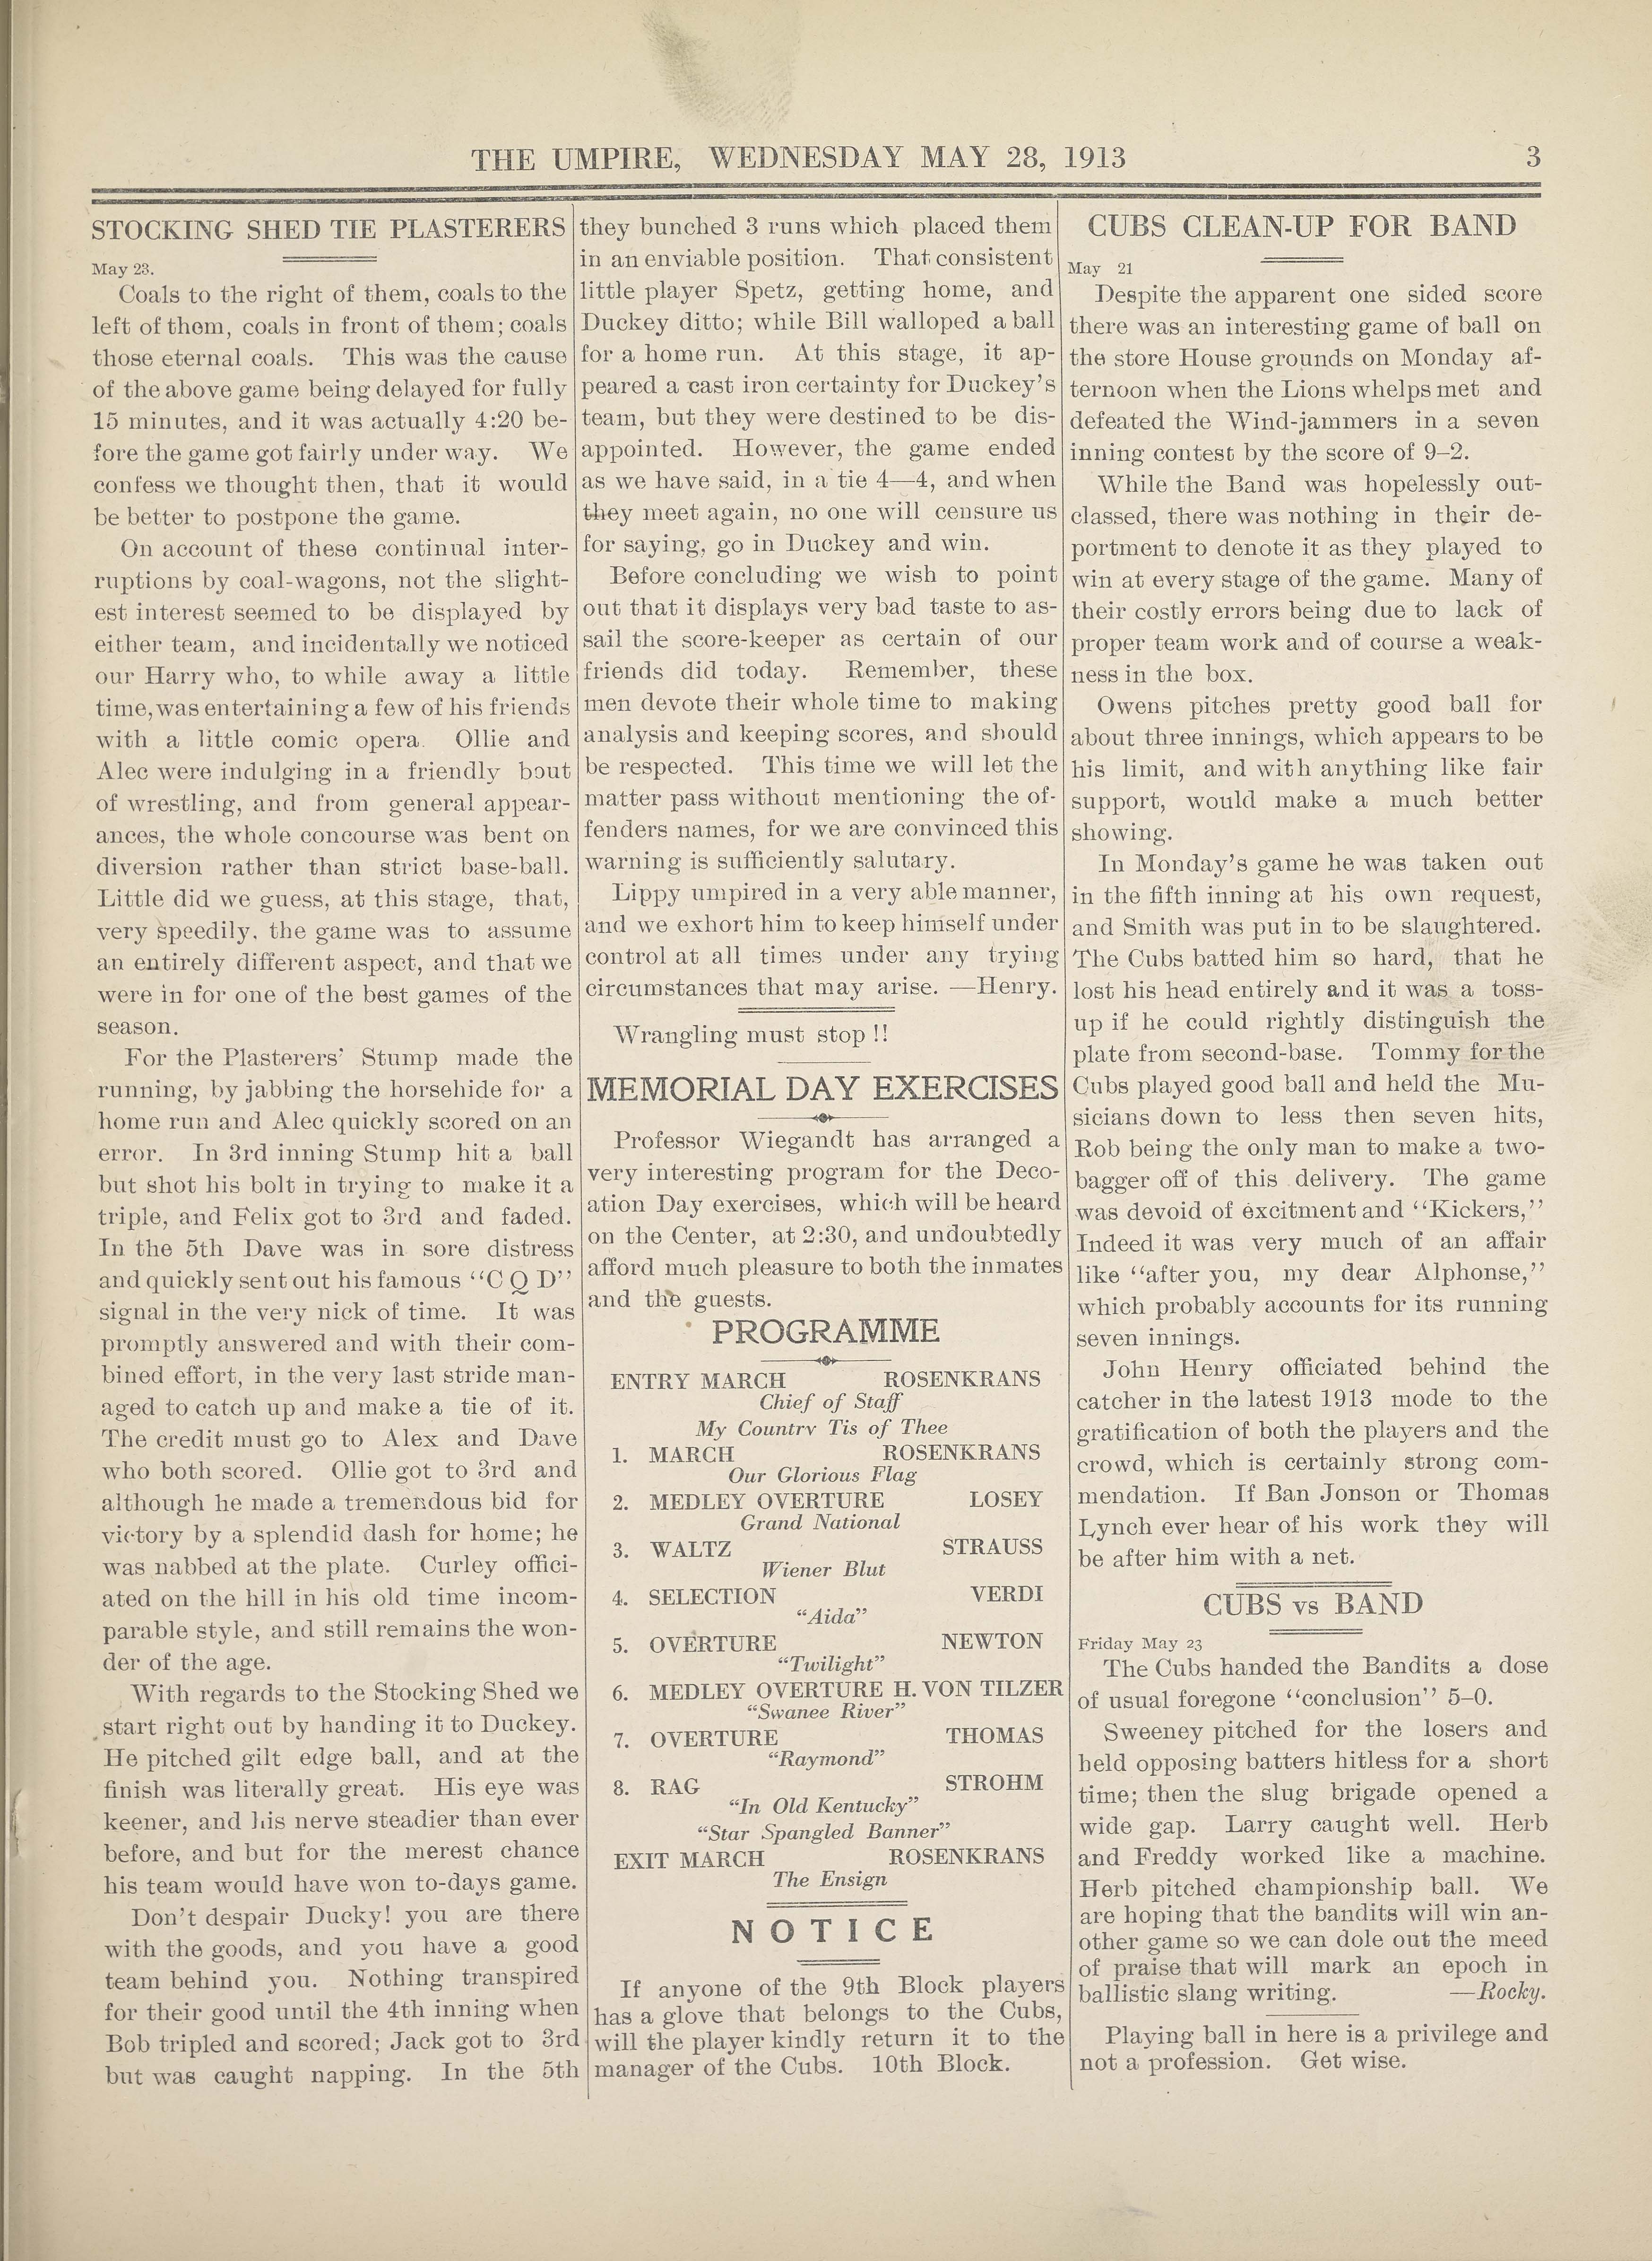 THE UMPIRE, WEDNESDAY MAY 28, 1913
3
STOCKING SHED TIE PLASTERERS
May 23.
Coals to the right of them, coals to the
left of them, coals in front of them; coals
those eternal coals. This was the cause
of the above game being delayed for fully
15 minutes, and it was actually 4:20 be-
fore the game got fairly under way. We
confess we thought then, that it would
be better to postpone the game.
On account of these continual inter-
ruptions by coal-wagons, not the slight-
est interest seemed to be displayed by
either team, and incidentally we noticed
our Harry who, to while away a little
time, was entertaining a few of his friends
with a little comic opera. Ollie and
Alec were indulging in a friendly bout
of wrestling, and from general appear-
ances, the whole concourse was bent on
diversion rather than strict base-ball.
Little did we guess, at this stage, that,
very speedily, the game was to assume
an entirely different aspect, and that we
were in for one of the best games of the
season.
For the Plasterers' Stump made the
running, by jabbing the horsehide for a
home run and Alec quickly scored on an
error. In 3rd inning Stump hit a ball
but shot his bolt in trying to make it a
triple, and Felix got to 3rd and faded.
In the 5th Dave was in sore distress
and quickly sent out his famous "C Q D"
signal in the very nick of time. It was
promptly answered and with their com-
bined effort, in the very last stride man-
aged to catch up and make a tie of it.
The credit must go to Alex and Dave
who both scored. Ollie got to 3rd and
although he made a tremendous bid for
victory by a splendid dash for home; he
was nabbed at the plate. Curley offici-
ated on the hill in his old time incom-
parable style, and still remains the won-
der of the age.
With regards to the Stocking Shed we
start right out by handing it to Duckey.
He pitched gilt edge ball, and at the
finish was literally great. His eye was
keener, and his nerve steadier than ever
before, and but for the merest chance
his team would have won to-days game.
Don't despair Ducky! you are there
with the goods, and you have a good
team behind you. Nothing transpired
for their good until the 4th inning when
Bob tripled and scored; Jack got to 3rd
but was caught napping. In the 5th
they bunched 3 runs which placed them
in an enviable position. That consistent
little player Spetz, getting home, and
Duckey ditto; while Bill walloped a ball
for a home run. At this stage, it ap-
peared a cast iron certainty for Duckey's
team, but they were destined to be dis-
appointed. However, the game ended
as we have said, in a tie 4—4, and when
they meet again, no one will censure us
for saying, go in Duckey and win.
Before concluding we wish to point
out that it displays very bad taste to as-
sail the score-keeper as certain of our
friends did today. Remember, these
men devote their whole time to making
analysis and keeping scores, and should
be respected. This time we will let the
matter pass without mentioning the of-
fenders names, for we are convinced this
warning is sufficiently salutary.
Lippy umpired in a very able manner,
and we exhort him to keep himself under
control at all times under any trying
circumstances that may arise. —Henry.
Wrangling must stop !!
MEMORIAL DAY EXERCISES
Professor Wiegandt has arranged a
very interesting program for the Deco-
ation Day exercises, which will be heard
on the Center, at 2:30, and undoubtedly
afford much pleasure to both the inmates
and the guests.
PROGRAMME
ENTRY MARCH ROSENKRANS
Chief of Staff
My Country Tis of Thee
1. MARCH ROSENKRANS
Our Glorious Flag
2. MEDLEY OVERTURE LOSEY
Grand National
3. WALTZ STRAUSS
Wiener Blut
4. SELECTION VERDI
"Aida"
5. OVERTURE NEWTON
"Twilight"
6. MEDLEY OVERTURE H. VON TILZER
"Swanee River"
7. OVERTURE THOMAS
"Raymond"
8. RAG STROHM
"In Old Kentucky"
"Star Spangled Banner"
EXIT MARCH ROSENKRANS
The Ensign
NOTICE
If anyone of the 9th Block players
has a glove that belongs to the Cubs,
will the player kindly return it to the
manager of the Cubs. 10th Block.
CUBS CLEAN-UP FOR BAND
May 21
Despite the apparent one sided score
there was an interesting game of ball on
the store House grounds on Monday af-
ternoon when the Lions whelps met and
defeated the Wind-jammers in a seven
inning contest by the score of 9–2.
While the Band was hopelessly out-
classed, there was nothing in their de-
portment to denote it as they played to
win at every stage of the game. Many of
their costly errors being due to lack of
proper team work and of course a weak-
ness in the box.
Owens pitches pretty good ball for
about three innings, which appears to be
his limit, and with anything like fair
support, would make a much better
showing.
In Monday's game he was taken out
in the fifth inning at his own request,
and Smith was put in to be slaughtered.
The Cubs batted him so hard, that he
lost his head entirely and it was a toss-
up if he could rightly distinguish the
plate from second-base. Tommy for the
Cubs played good ball and held the Mu-
sicians down to less then seven hits,
Rob being the only man to make a two-
bagger off of this delivery. The game
was devoid of excitment and "Kickers,"
Indeed it was very much of an affair
like "after you, my dear Alphonse,"
which probably accounts for its running
seven innings.
John Henry officiated behind the
catcher in the latest 1913 mode to the
gratification of both the players and the
crowd, which is certainly strong com-
mendation. If Ban Jonson or Thomas
Lynch ever hear of his work they will
be after him with a net.
CUBS vs BAND
Friday May 23
The Cubs handed the Bandits a dose
of usual foregone "conclusion" 5–0.
Sweeney pitched for the losers and
held opposing batters hitless for a short
time; then the slug brigade opened a
wide gap. Larry caught well. Herb
and Freddy worked like a machine.
Herb pitched championship ball. We
are hoping that the bandits will win an-
other game so we can dole out the meed
of praise that will mark an epoch in
ballistic slang writing. —Rocky.
Playing ball in here is a privilege and
not a profession. Get wise.